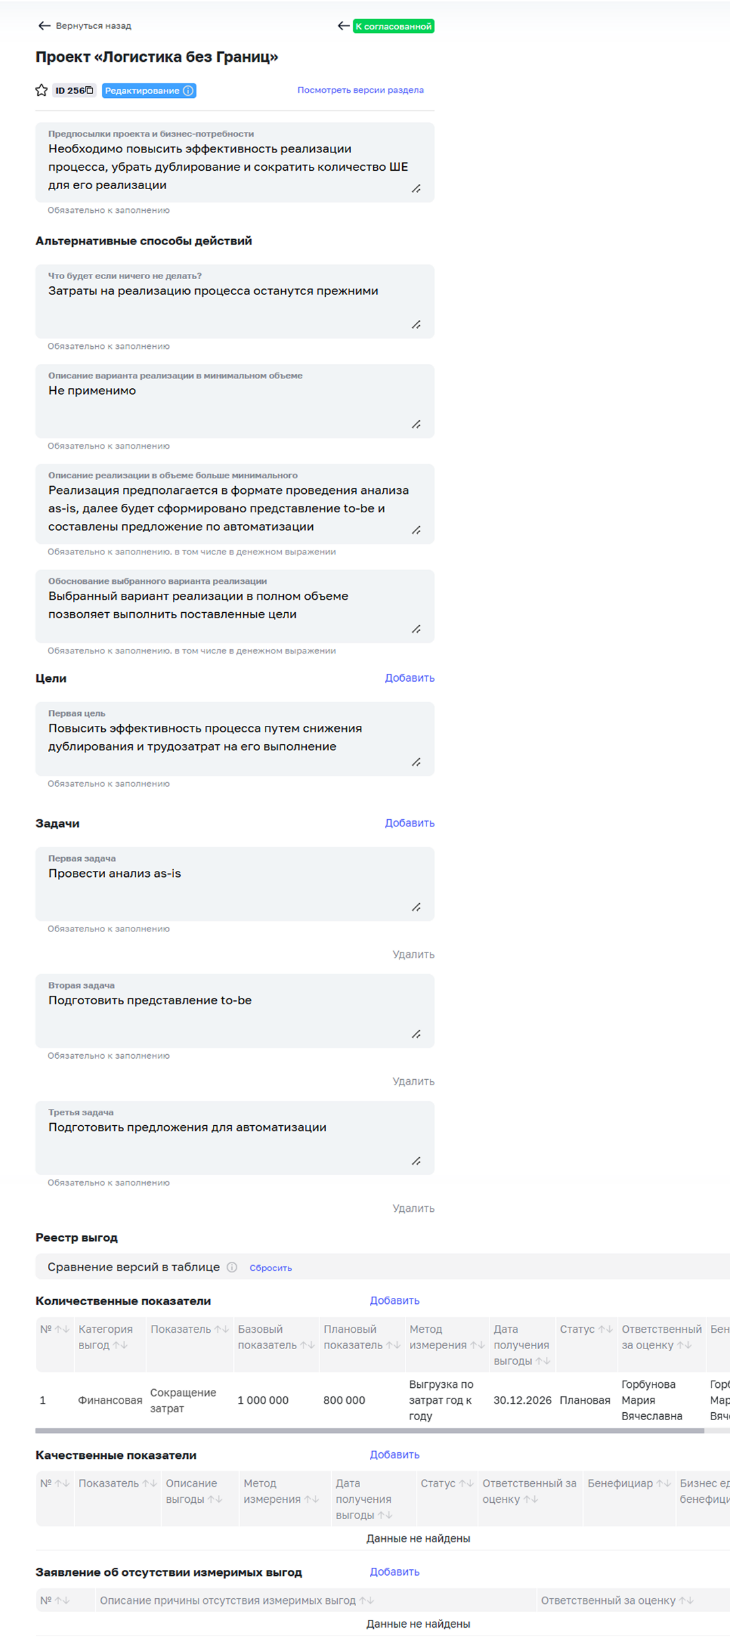 Вернуться назад
К согласованной
Проект «Логистика без Границ»
ID 256
Редактирование
Посмотреть версии раздела
Предпосылки проекта и бизнес-потребности
Необходимо повысить эффективность реализации
процесса, убрать дублирование и сократить количество ШЕ
для его реализации
Обязательно к заполнению
Альтернативные способы действий
Что будет если ничего не делать?
Затраты на реализацию процесса останутся прежними
Обязательно к заполнению
Описание варианта реализации в минимальном объеме
Не применимо
Обязательно к заполнению
Описание реализации в объеме больше минимального
Реализация предполагается в формате проведения анализа
as-is, далее будет сформировано представление to-be и
составлены предложение по автоматизации
Обязательно к заполнению, в том числе в денежном выражении
Обоснование выбранного варианта реализации
Выбранный вариант реализации в полном объеме
позволяет выполнить поставленные цели
Обязательно к заполнению, в том числе в денежном выражении
Цели
Добавить
Первая цель
Повысить эффективность процесса путем снижения
дублирования и трудозатрат на его выполнение
Обязательно к заполнению
Задачи
Добавить
Первая задача
Провести анализ as-is
Обязательно к заполнению
Удалить
Вторая задача
Подготовить представление to-be
Обязательно к заполнению
Удалить
Третья задача
Подготовить предложения для автоматизации
Обязательно к заполнению
Удалить
Реестр выгод
Сравнение версий в таблице
Сбросить
Количественные показатели
Добавить
№
Категория
выгод
Показатель
Базовый
показатель
Плановый
показатель
Метод
измерения
Дата
получения
выгоды
Статус
Ответственный
за оценку
Бен
1
Финансовая
Сокращение
затрат
1 000 000
800 000
Выгрузка по
затрат год к
году
30.12.2026
Плановая
Горбунова
Мария
Вячеславна
Горб
Мар
Вяч
Качественные показатели
Добавить
№
Показатель
Описание
выгоды
Метод
измерения
Дата
получения
выгоды
Статус
Ответственный за
оценку
Бенефициар
Бизнес ед
бенефици
Данные не найдены
Заявление об отсутствии измеримых выгод
Добавить
№
Описание причины отсутствия измеримых выгод
Ответственный за оценку
Данные не найдены